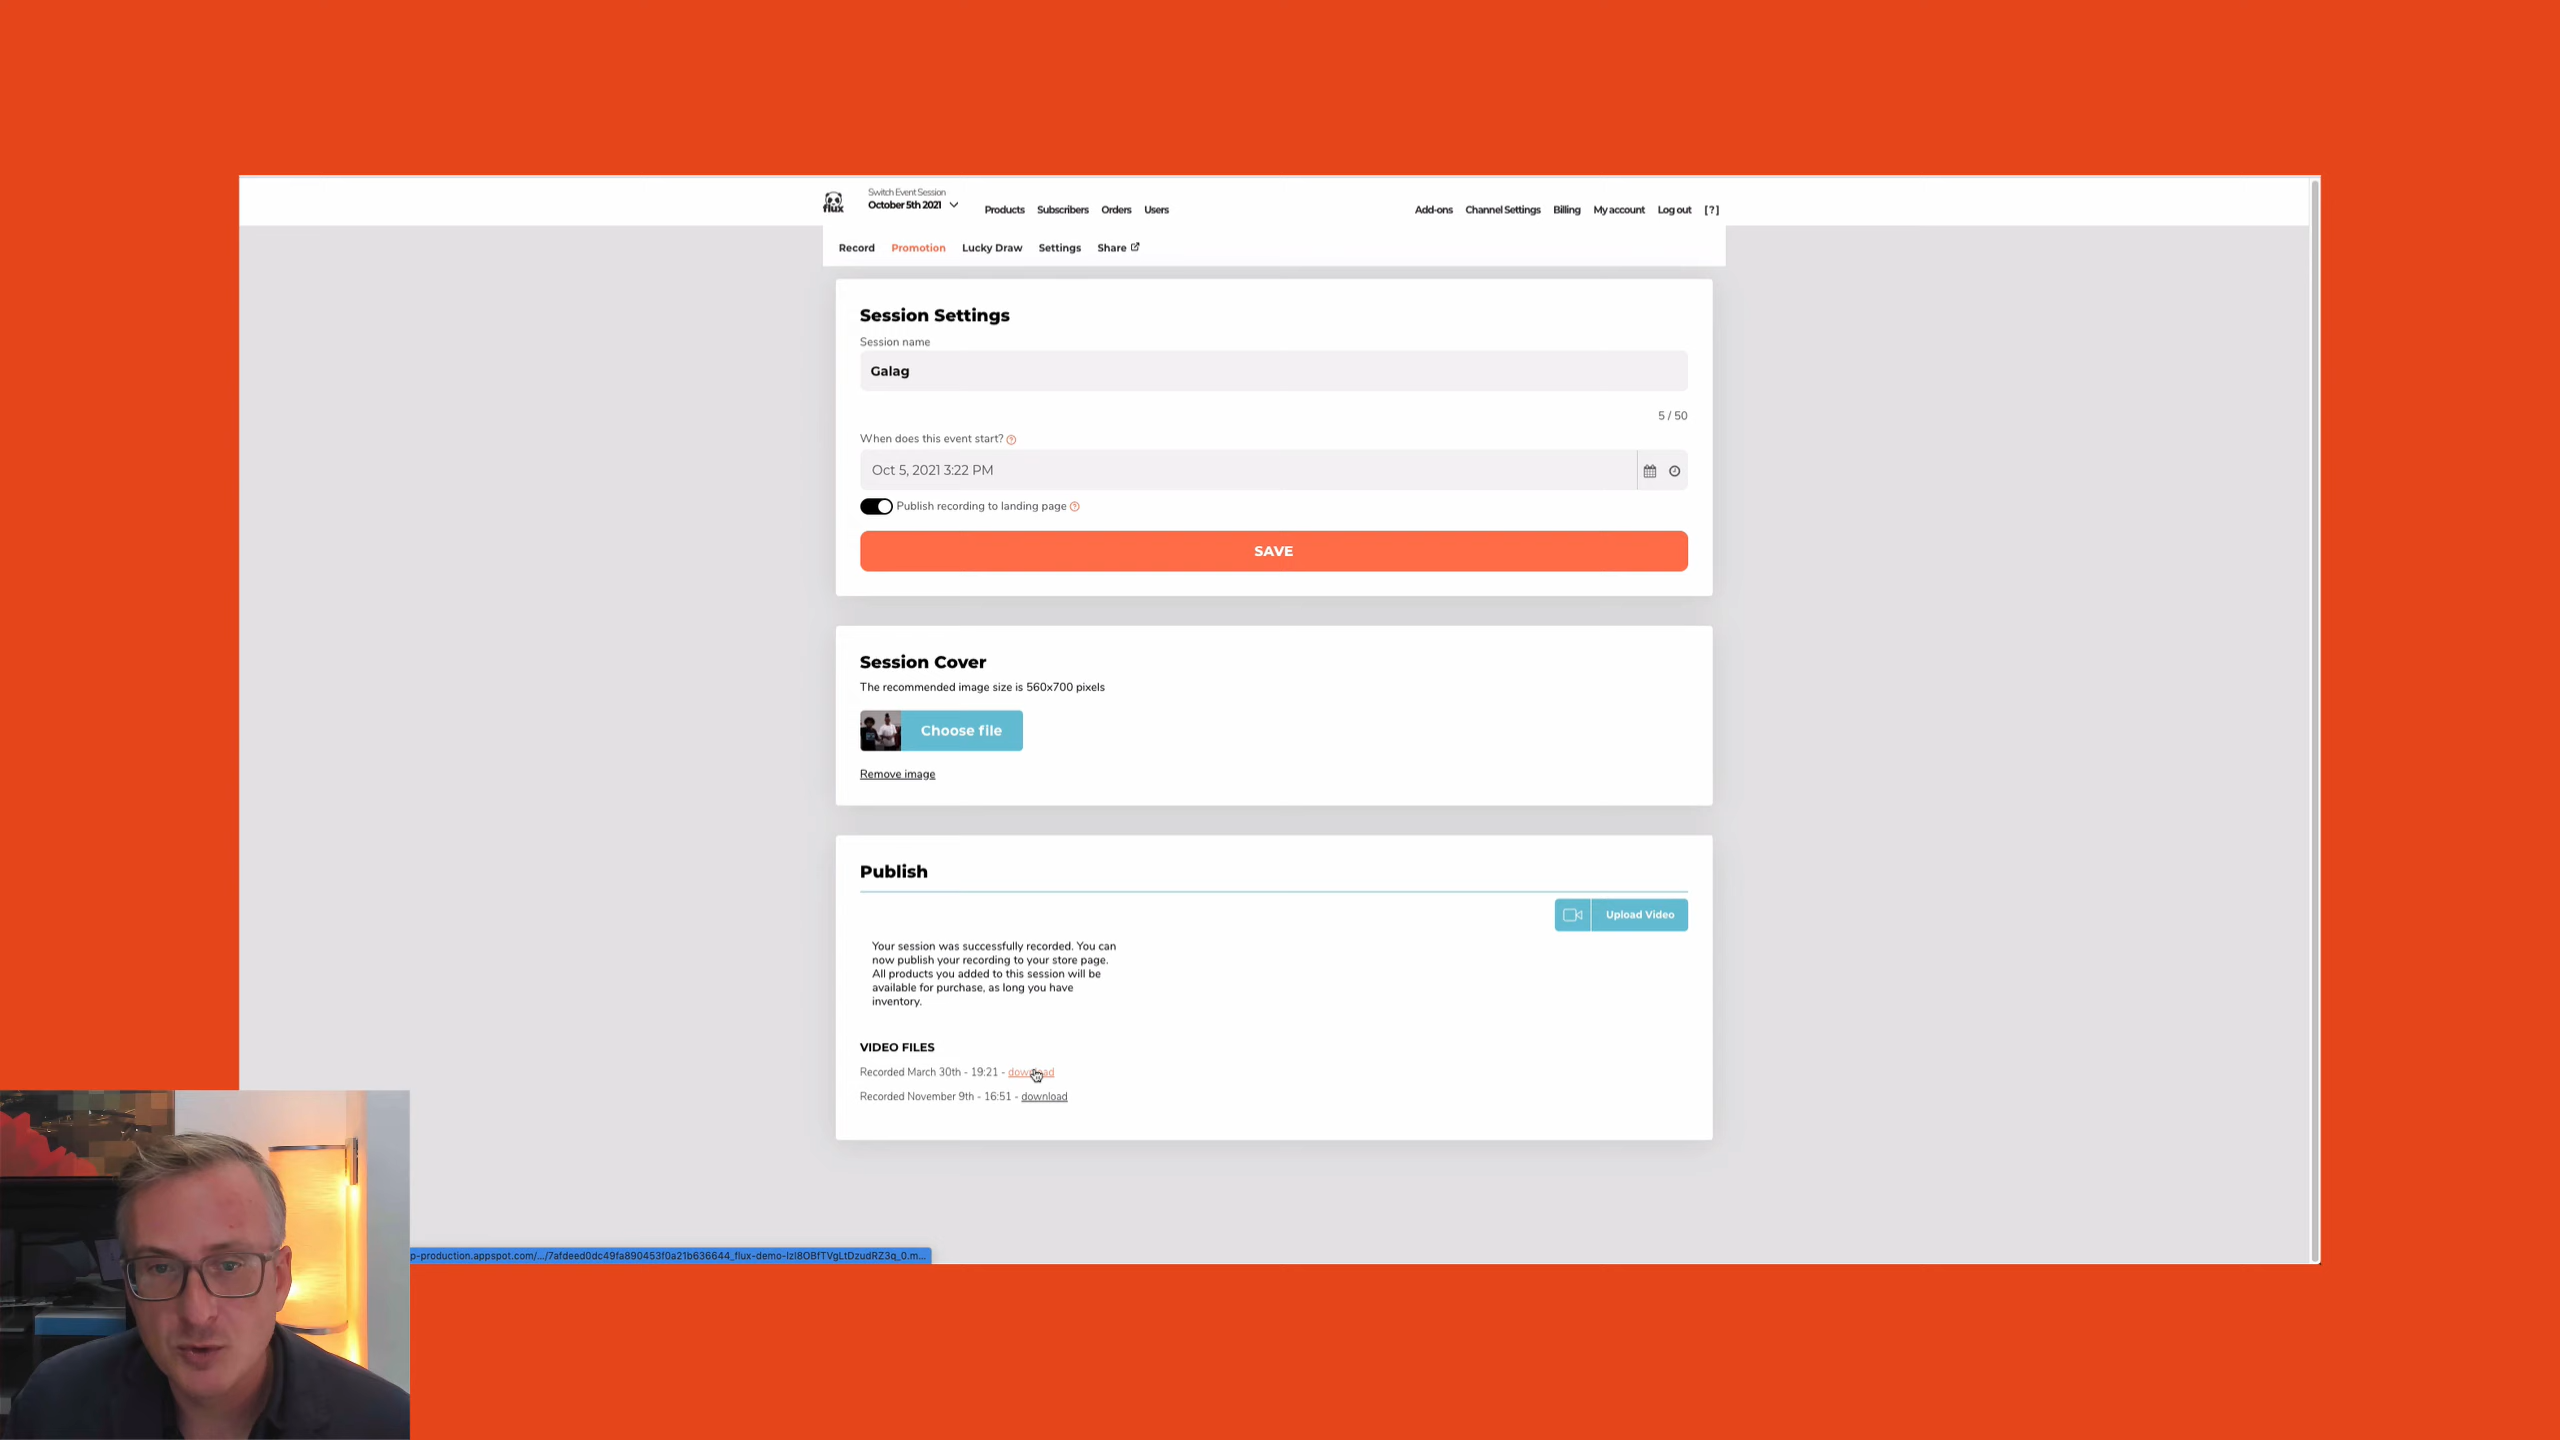 flux
Switch Event Session
October 5th 2021
Products Subscribers Orders Users
Add-ons Channel Settings Billing My account Log out [ ? ]
Record Promotion Lucky Draw Settings Share
Session Settings
Session name
Galag
5 / 50
When does this event start?
Oct 5, 2021 3:22 PM
Publish recording to landing page
SAVE
Session Cover
The recommended image size is 560x700 pixels
Choose file
Remove image
Publish
Upload Video
Your session was successfully recorded. You can
now publish your recording to your store page.
All products you added to this session will be
available for purchase, as long you have
inventory.
VIDEO FILES
Recorded March 30th - 19:21 - download
Recorded November 9th - 16:51 - download